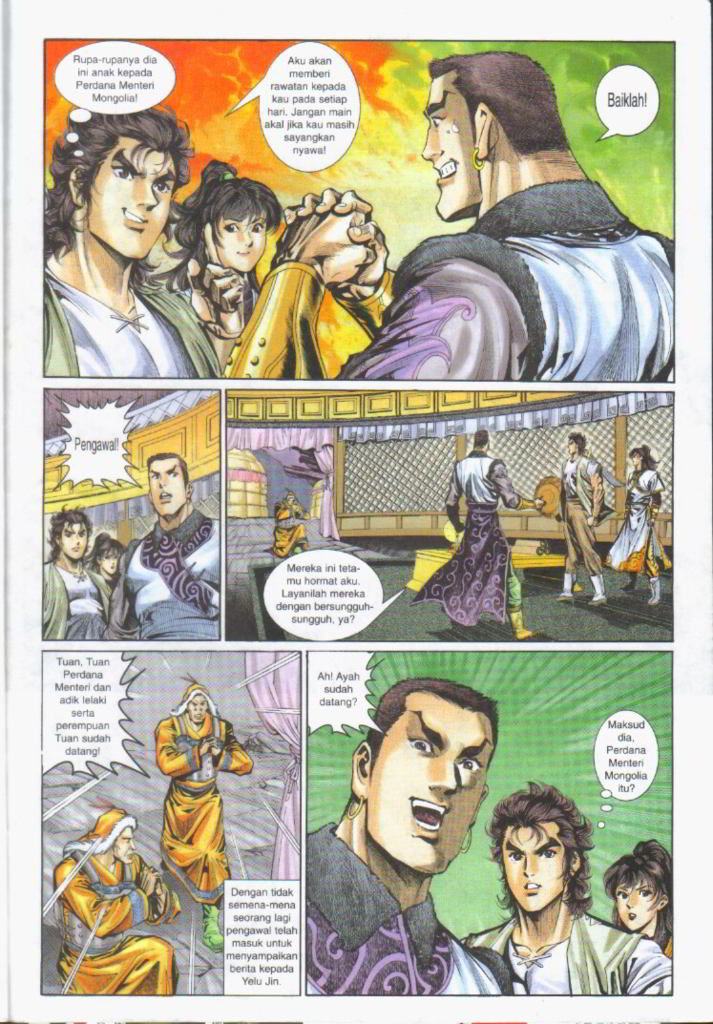 Rupa-rupanya dia
ini anak kepada
Perdana Menteri
Mongolia!
Aku akan
memberi
rawatan kepada
kau pada setiap
hari. Jangan main
akal jika kau masih
sayangkan
nyawa!
Baiklah!
Pengawal!
Mereka ini teta-
mu hormat aku.
Layanilah mereka
dengan bersungguh-
sungguh, ya?
Tuan, Tuan
Perdana
Menteri dan
adik lelaki
serta
perempuan
Tuan sudah
datang!
Dengan tidak
semena-mena
seorang lagi
pengawal telah
masuk untuk
menyampaikan
berita kepada
Yelu Jin.
Ah! Ayah
sudah
datang?
Maksud
dia,
Perdana
Menteri
Mongolia
itu?